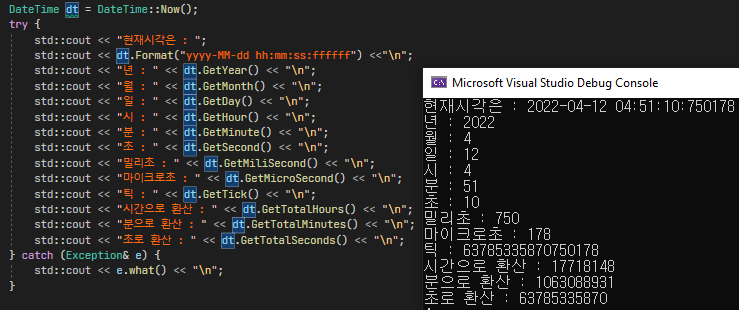 DateTime dt = DateTime::Now();
try {
    std::cout << "현재시각은 : ";
    std::cout << dt.Format("yyyy-MM-dd hh:mm:ss:ffffff") <<"\n";
    std::cout << "년 : " << dt.GetYear() << "\n";
    std::cout << "월 : " << dt.GetMonth() << "\n";
    std::cout << "일 : " << dt.GetDay() << "\n";
    std::cout << "시 : " << dt.GetHour() << "\n";
    std::cout << "분 : " << dt.GetMinute() << "\n";
    std::cout << "초 : " << dt.GetSecond() << "\n";
    std::cout << "밀리초 : " << dt.GetMiliSecond() << "\n";
    std::cout << "마이크로초 : " << dt.GetMicroSecond() << "\n";
    std::cout << "틱 : " << dt.GetTick() << "\n";
    std::cout << "시간으로 환산 : " << dt.GetTotalHours() << "\n";
    std::cout << "분으로 환산 : " << dt.GetTotalMinutes() << "\n";
    std::cout << "초로 환산 : " << dt.GetTotalSeconds() << "\n";
} catch (Exception& e) {
    std::cout << e.what() << "\n";
}
Microsoft Visual Studio Debug Console
현재시각은 : 2022-04-12 04:51:10:750178
년 : 2022
월 : 4
일 : 12
시 : 4
분 : 51
초 : 10
밀리초 : 750
마이크로초 : 178
틱 : 63785335870750178
시간으로 환산 : 17718148
분으로 환산 : 1063088931
초로 환산 : 63785335870